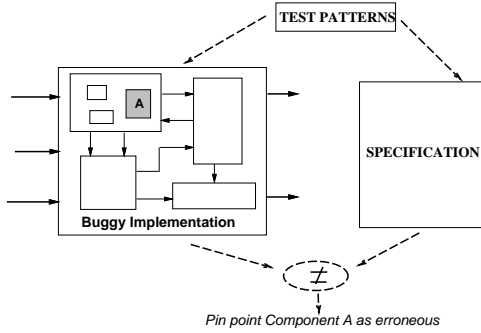 TEST PATTERNS
A
SPECIFICATION
Buggy Implementation
≠
Pin point Component A as erroneous